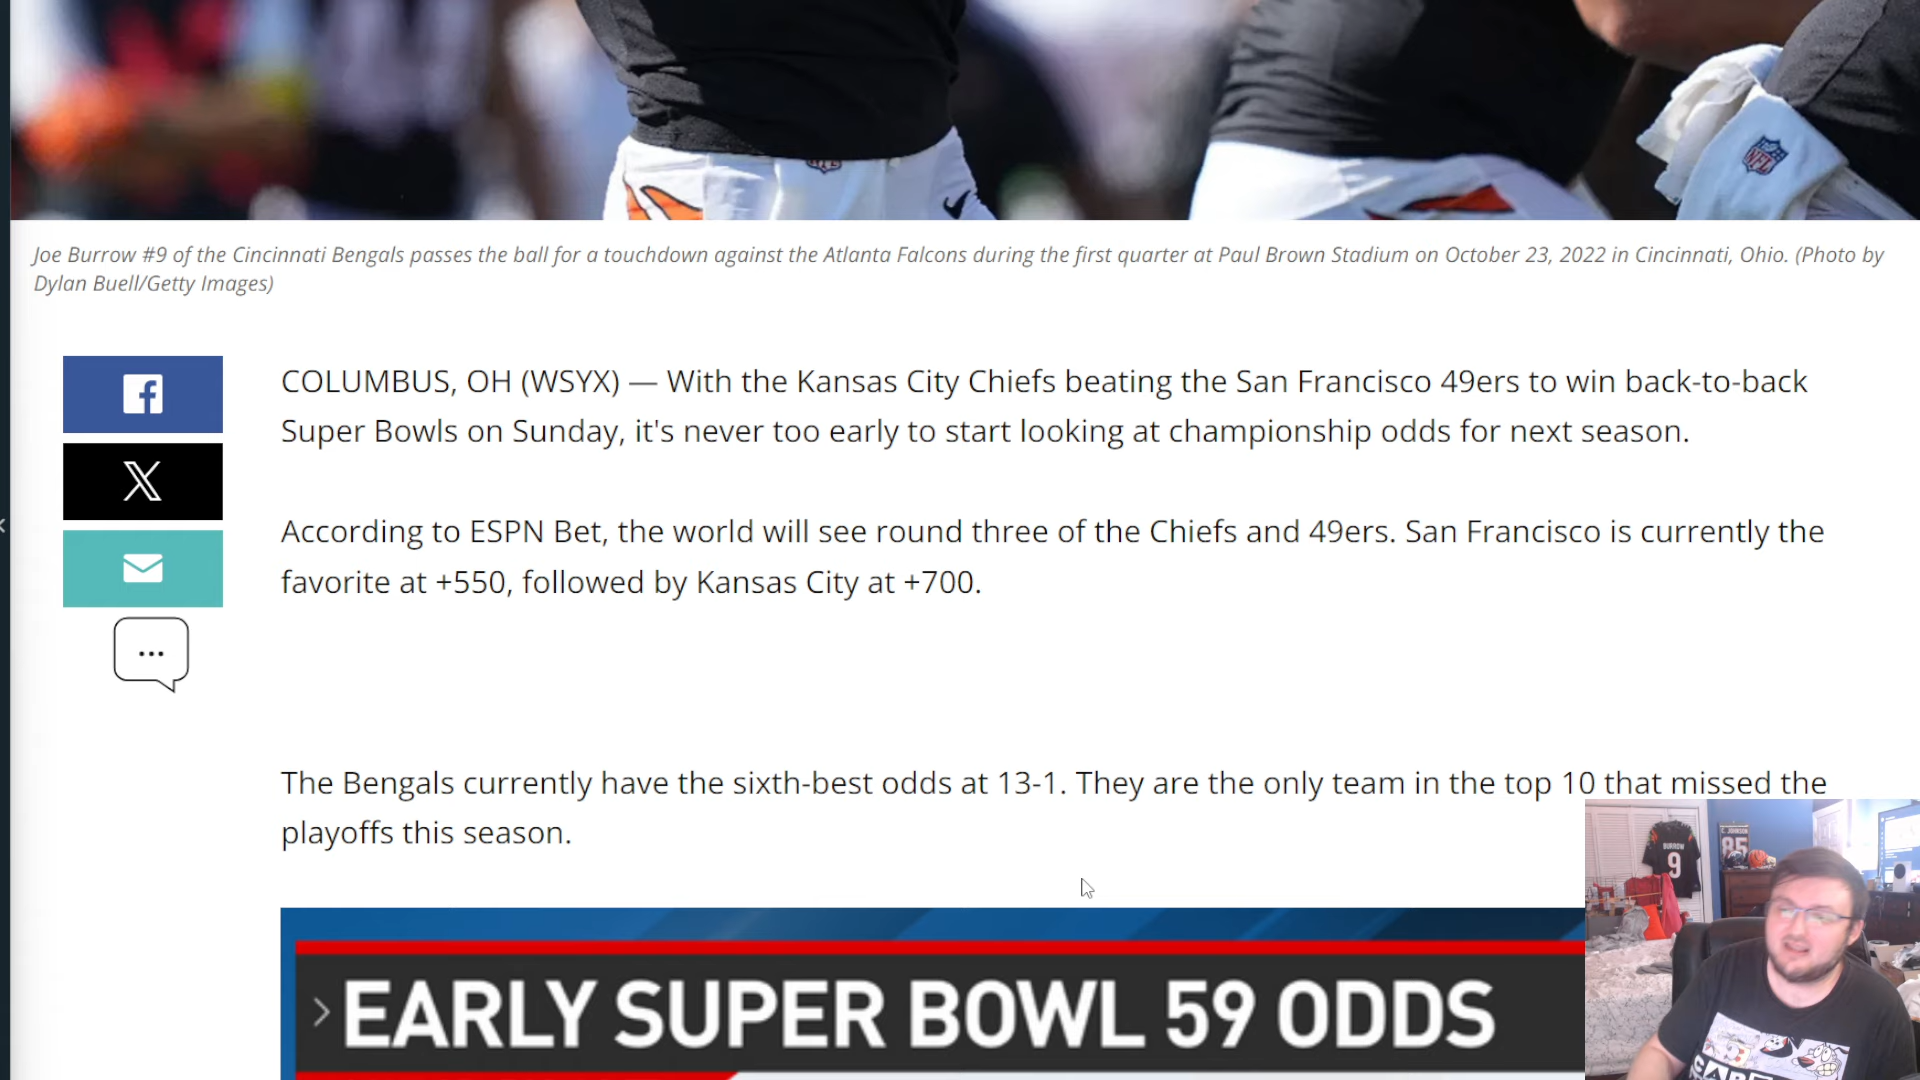 Joe Burrow #9 of the Cincinnati Bengals passes the ball for a touchdown against the Atlanta Falcons during the first quarter at Paul Brown Stadium on October 23, 2022 in Cincinnati, Ohio. (Photo by
Dylan Buell/Getty Images)
COLUMBUS, OH (WSYX) — With the Kansas City Chiefs beating the San Francisco 49ers to win back-to-back
Super Bowls on Sunday, it's never too early to start looking at championship odds for next season.
According to ESPN Bet, the world will see round three of the Chiefs and 49ers. San Francisco is currently the
favorite at +550, followed by Kansas City at +700.
The Bengals currently have the sixth-best odds at 13-1. They are the only team in the top 10 that missed the
playoffs this season.
EARLY SUPER BOWL 59 ODDS
NFL
BURROW
9
C. JOHNSON
85